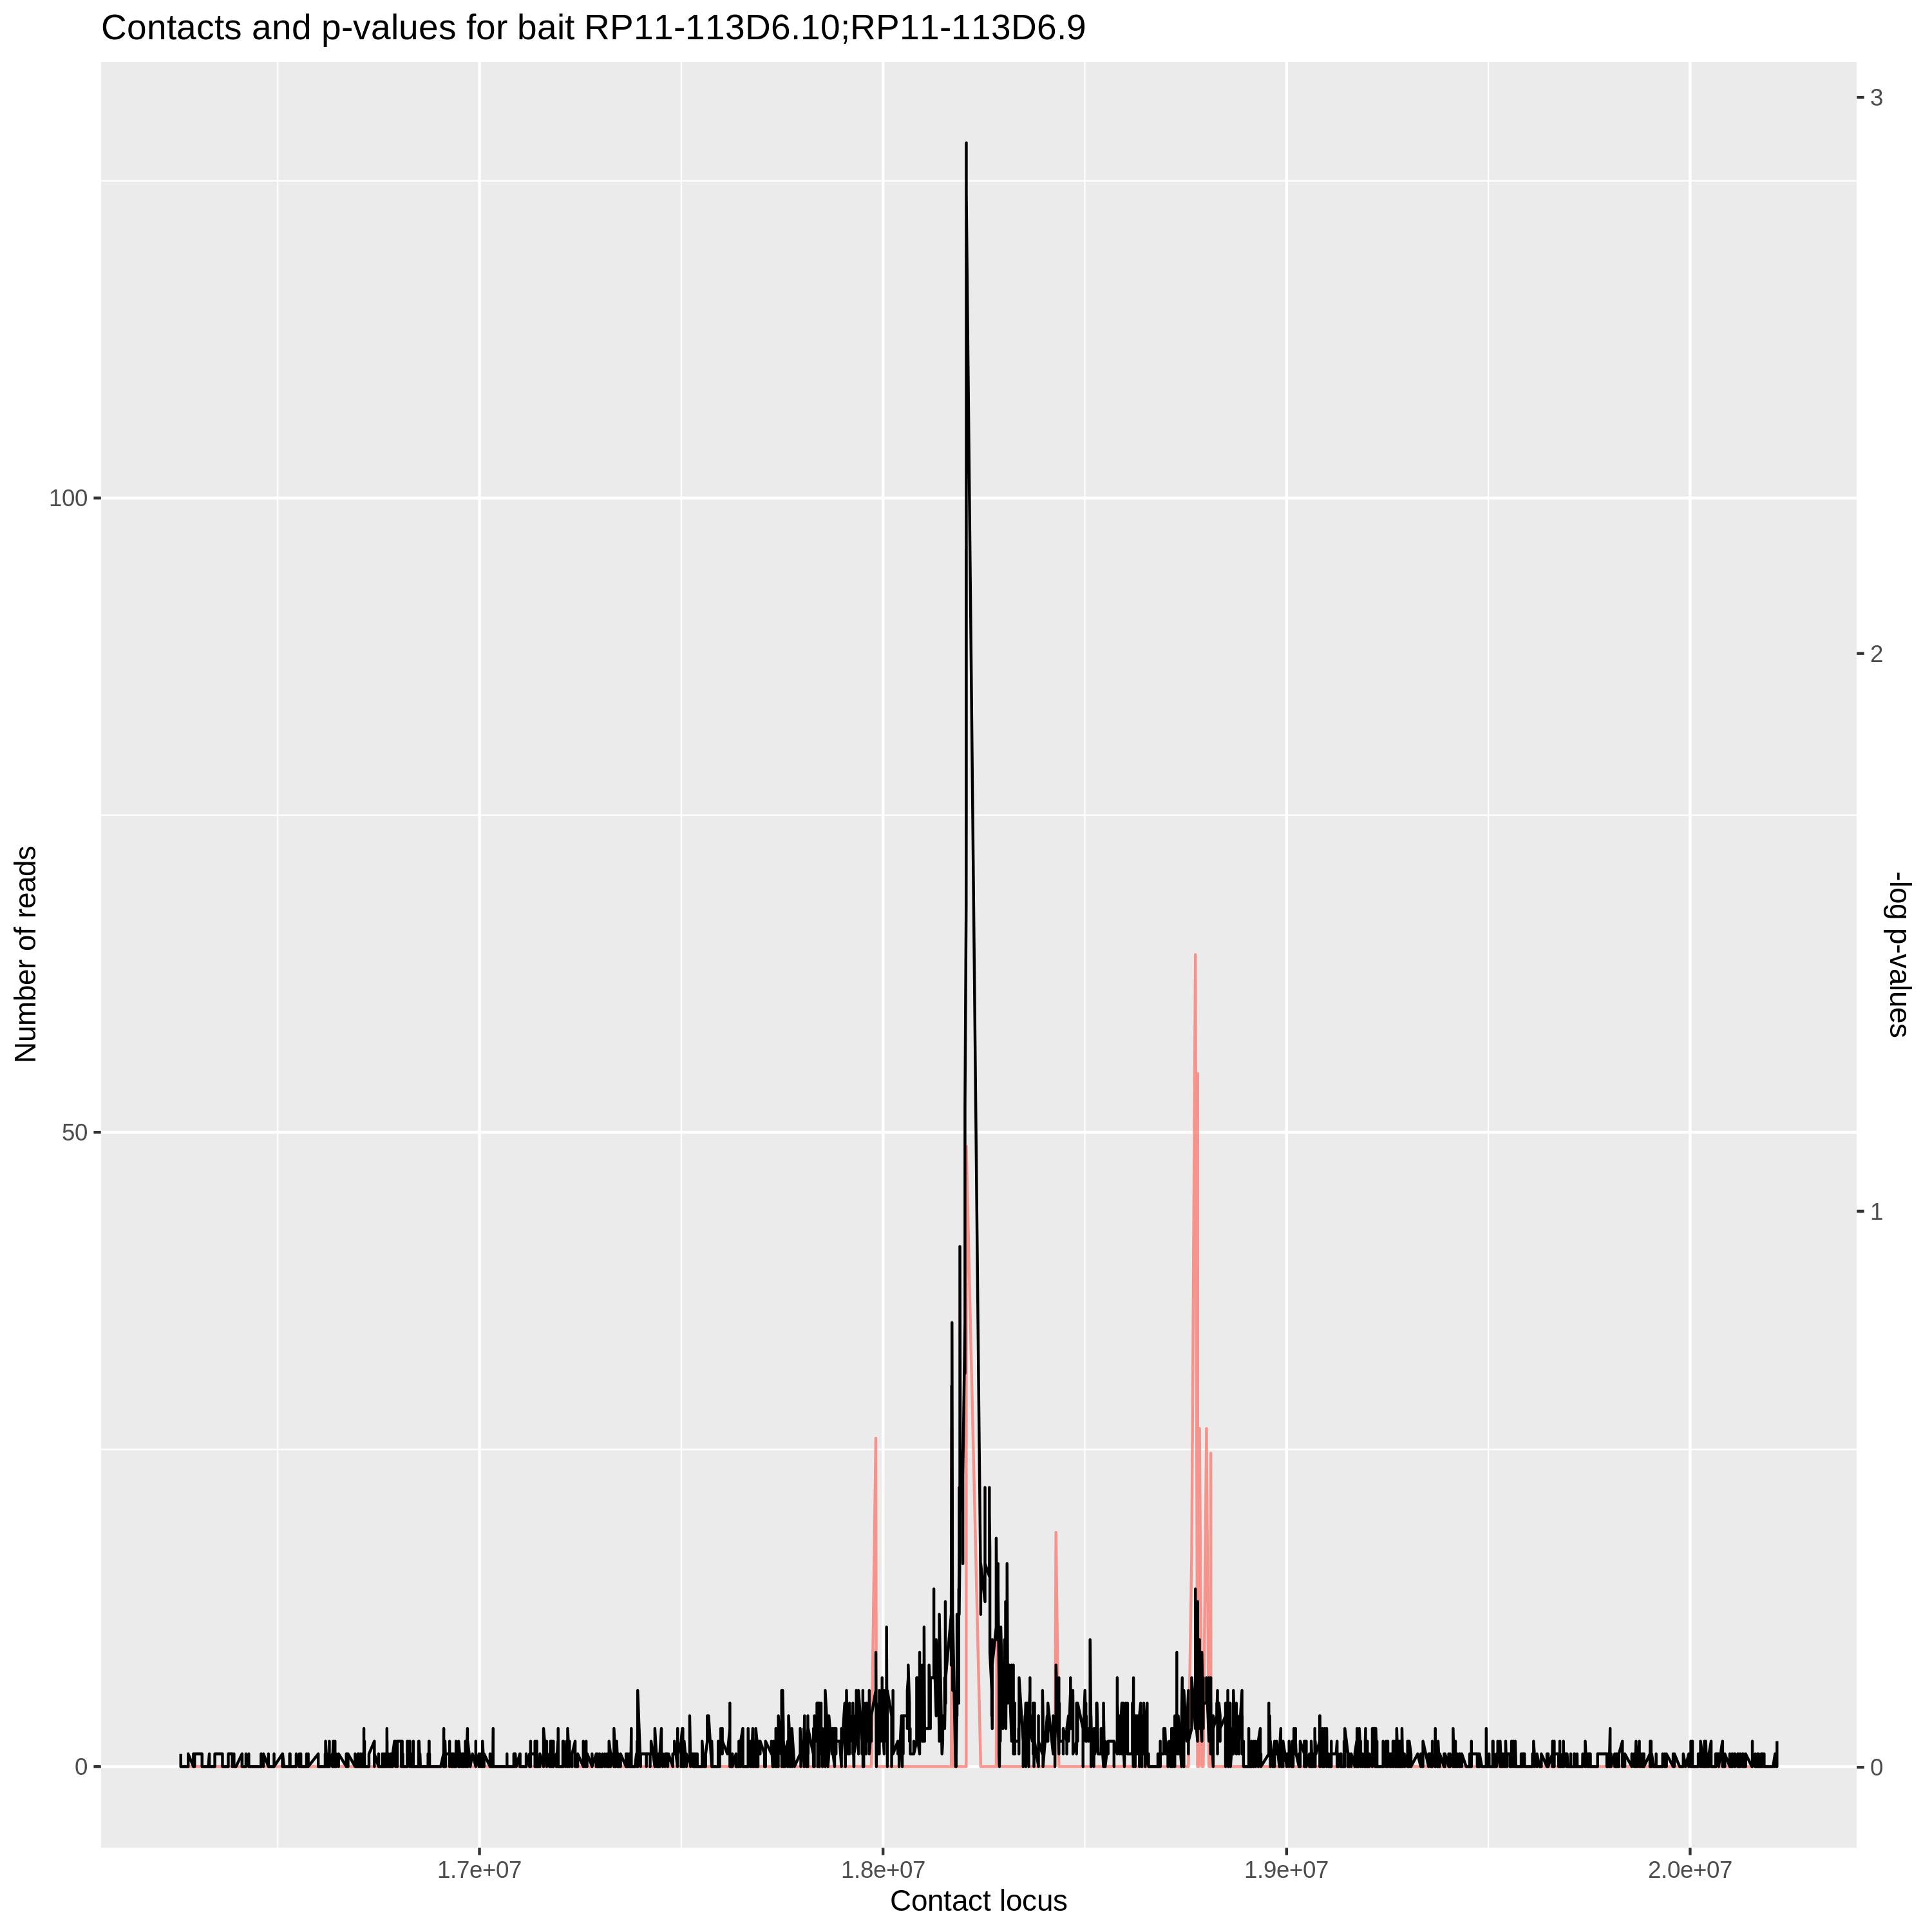 Contacts and p-values for bait RP11-113D6.10;RP11-113D6.9
3
100
2
Number of reads
-log p-values
50
1
0
0
1.7e+07
1.8e+07
1.9e+07
2.0e+07
Contact locus